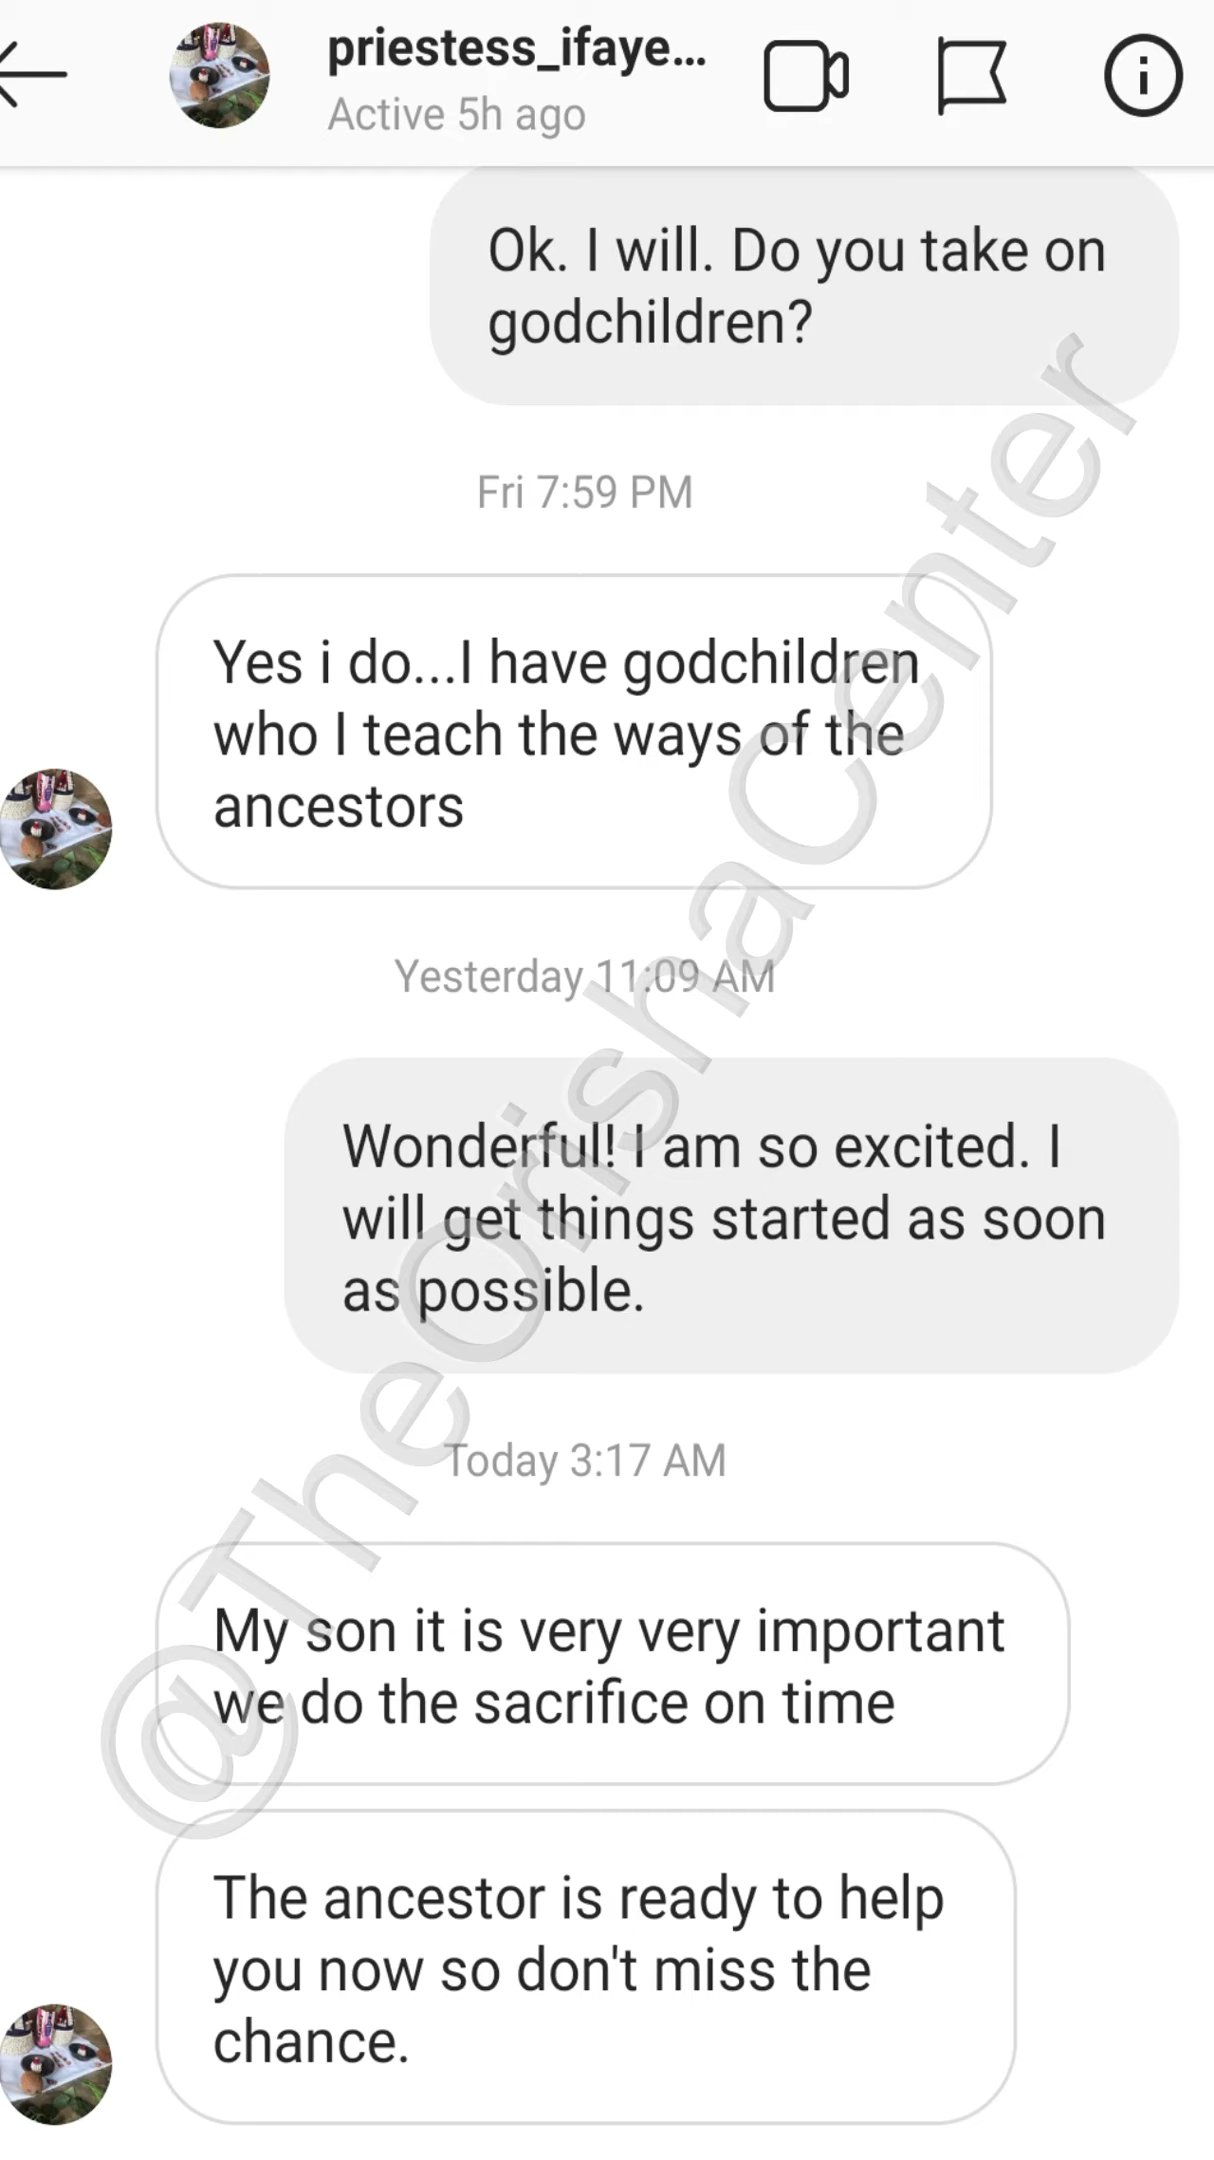 priestess_ifaye...
Active 5h ago
Ok. I will. Do you take on
godchildren?
Fri 7:59 PM
Yes i do...I have godchildren
who I teach the ways of the
ancestors
Yesterday 11:09 AM
Wonderful! I am so excited. I
will get things started as soon
as possible.
Today 3:17 AM
My son it is very very important
we do the sacrifice on time
The ancestor is ready to help
you now so don't miss the
chance.
@TheOrishaCenter